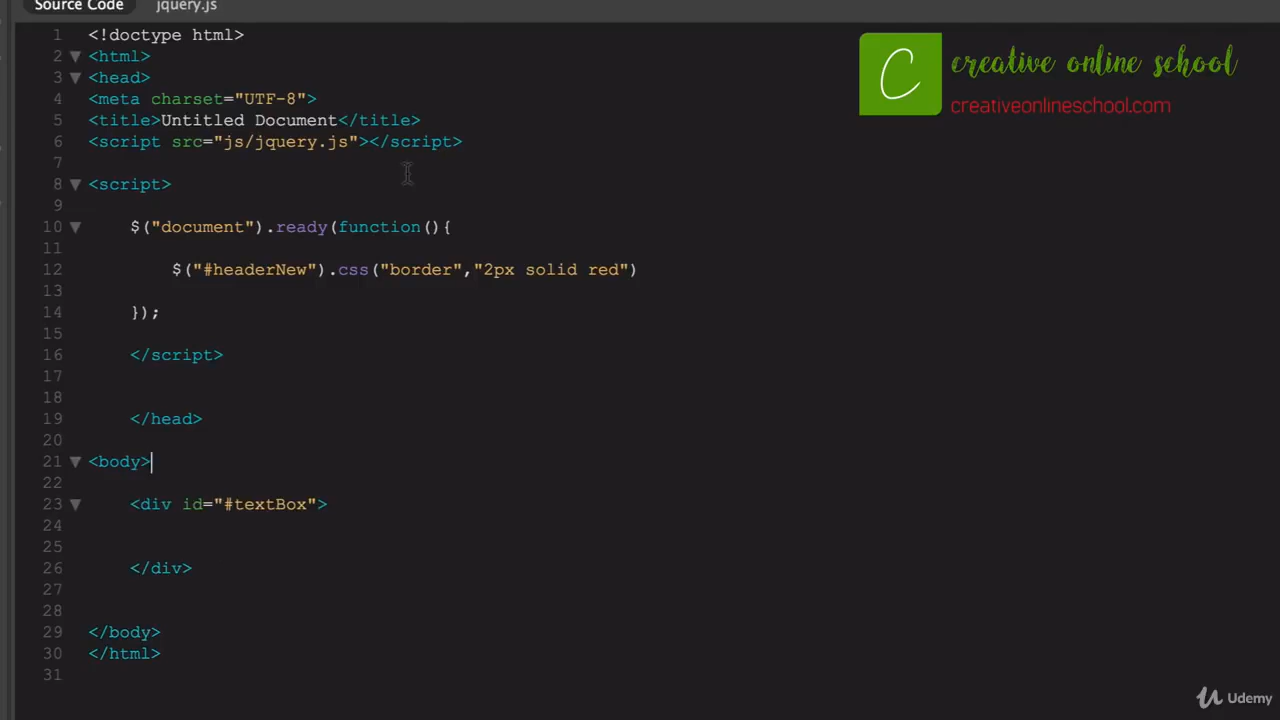 Source Code jquery.js
1 <!doctype html>
2 <html>
3 <head>
4 <meta charset="UTF-8">
5 <title>Untitled Document</title>
6 <script src="js/jquery.js"></script>
7
8 <script>
9
10 $("document").ready(function(){
11
12 $("#headerNew").css("border","2px solid red")
13
14 });
15
16 </script>
17
18
19 </head>
20
21 <body>
22
23 <div id="#textBox">
24
25
26 </div>
27
28
29 </body>
30 </html>
31
C creative online school
creativeonlineschool.com
Udemy